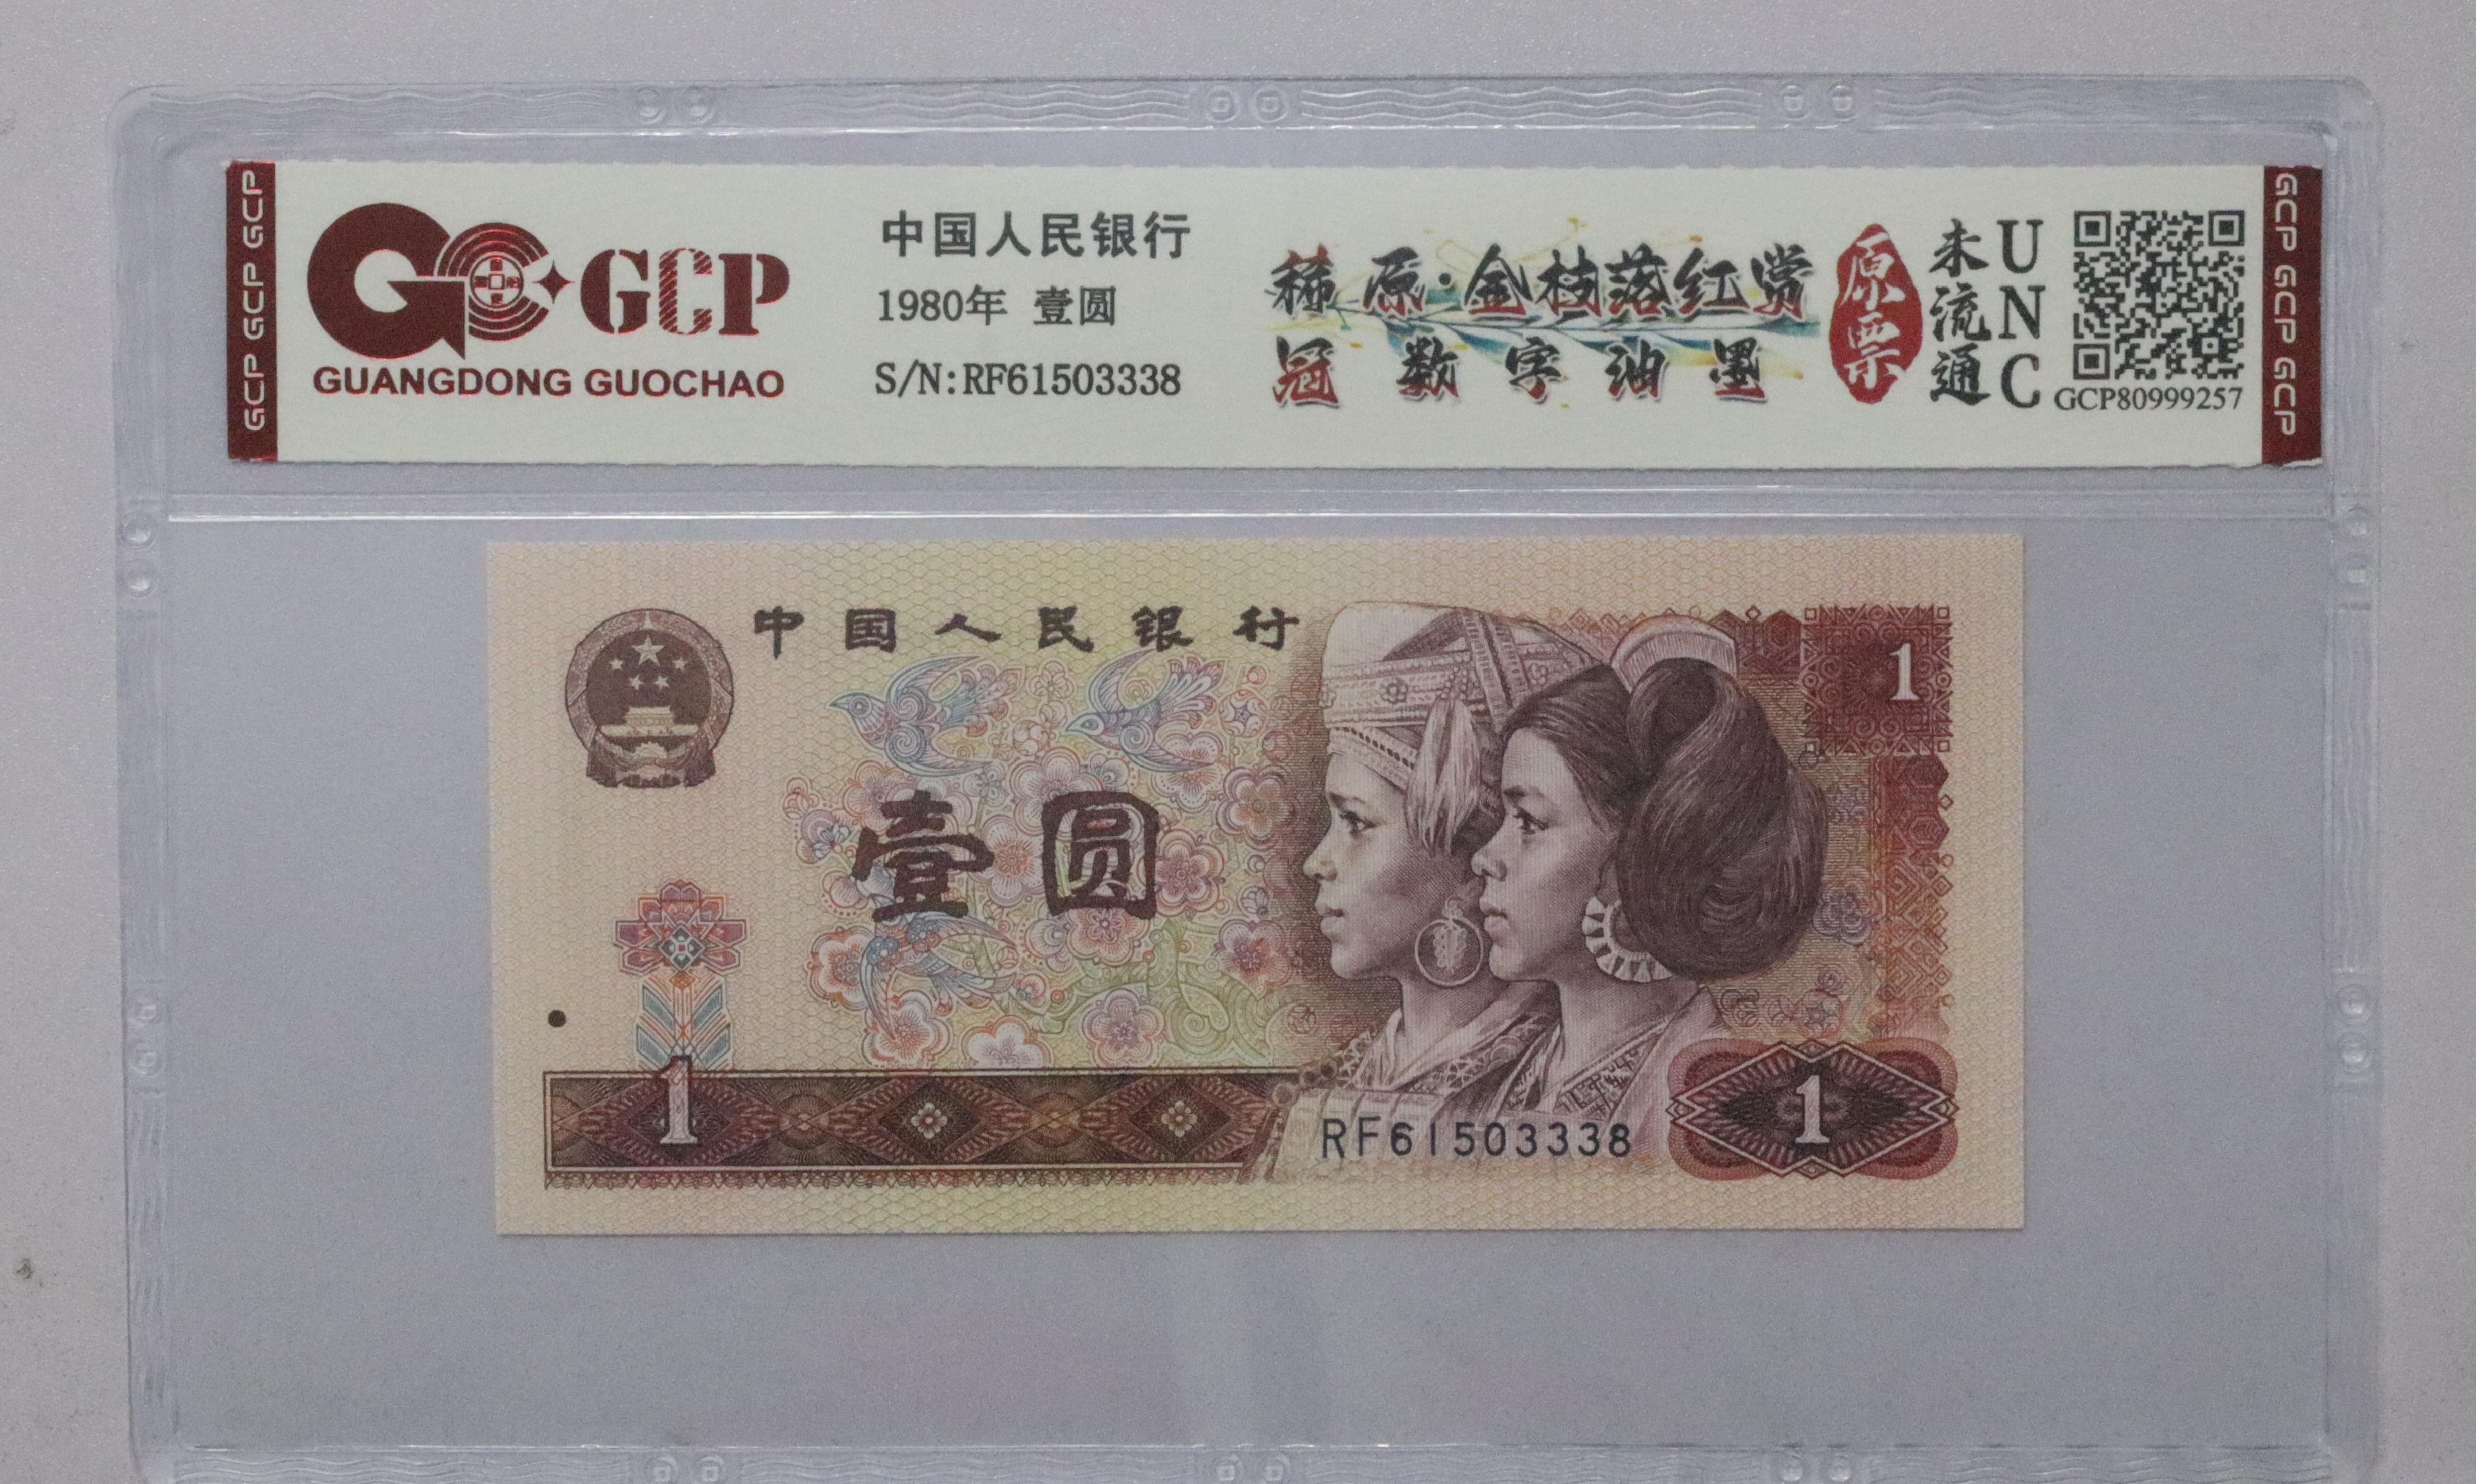 GCP GCP GCP
GCP
GUANGDONG GUOCHAO
中国人民银行
1980年 壹圆
S/N:RF61503338
稀原·金枝落红赏
冠数字油墨
原票
未流通
UNC
GCP80999257
GCP GCP GCP
中国人民银行
1
壹圆
1
RF61503338
1